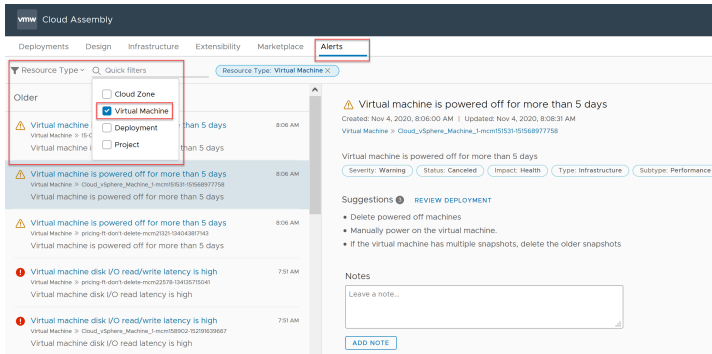 vmw Cloud Assembly
Deployments Design Infrastructure Extensibility Marketplace Alerts
Resource Type Quick filters Resource Type: Virtual Machine ×
Older
Cloud Zone
Virtual Machine
Deployment
Project
Virtual machine than 5 days 8:06 AM
Virtual Machine » 15-0
Virtual machine i than 5 days
Virtual machine is powered off for more than 5 days 8:06 AM
Virtual Machine » Cloud_vSphere_Machine_1-mcm151531-151568977758
Virtual machine is powered off for more than 5 days
Virtual machine is powered off for more than 5 days 8:06 AM
Virtual Machine » pricing-ft-don't-delete-mcm21321-134043817143
Virtual machine is powered off for more than 5 days
Virtual machine disk I/O read/write latency is high 7:51 AM
Virtual Machine » pricing-ft-don't-delete-mcm22578-134135715041
Virtual machine disk I/O read latency is high
Virtual machine disk I/O read/write latency is high 7:51 AM
Virtual Machine » Cloud_vSphere_Machine_1-mcm158902-152191639667
Virtual machine disk I/O read latency is high
Virtual machine is powered off for more than 5 days
Created: Nov 4, 2020, 8:06:00 AM | Updated: Nov 4, 2020, 8:08:31 AM
Virtual Machine » Cloud_vSphere_Machine_1-mcm151531-151568977758
Virtual machine is powered off for more than 5 days
Severity: Warning Status: Canceled Impact: Health Type: Infrastructure Subtype: Performance
Suggestions 3 REVIEW DEPLOYMENT
• Delete powered off machines
• Manually power on the virtual machine.
• If the virtual machine has multiple snapshots, delete the older snapshots
Notes
Leave a note...
ADD NOTE